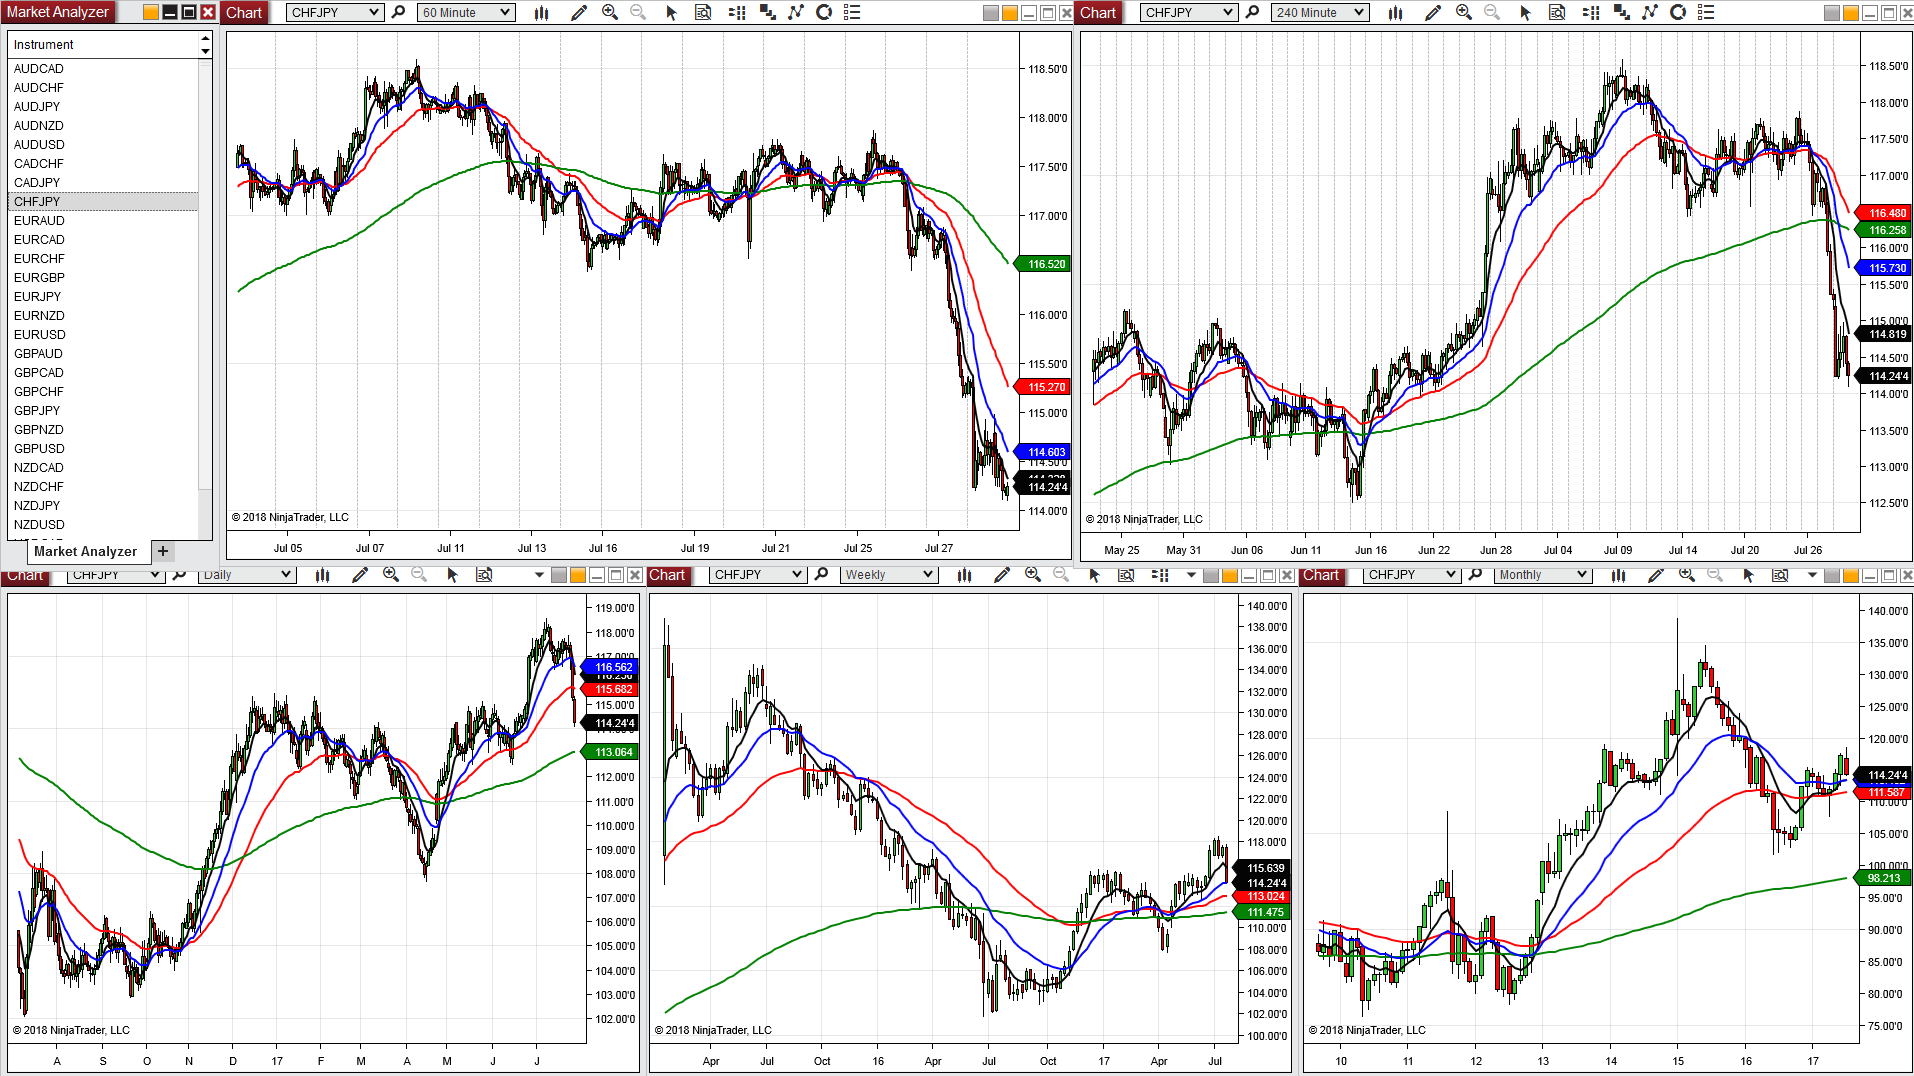 Market Analyzer
Instrument
AUDCAD
AUDCHF
AUDJPY
AUDNZD
AUDUSD
CADCHF
CADJPY
CHFJPY
EURAUD
EURCAD
EURCHF
EURGBP
EURJPY
EURNZD
EURUSD
GBPAUD
GBPCAD
GBPCHF
GBPJPY
GBPNZD
GBPUSD
NZDCAD
NZDCHF
NZDJPY
NZDUSD
Market Analyzer +
Chart CHFJPY 60 Minute
118.50'0
118.00'0
117.50'0
117.00'0
116.520
116.00'0
115.50'0
115.270
115.00'0
114.603
114.50'0
114.24'4
114.00'0
© 2018 NinjaTrader, LLC
Jul 05 Jul 07 Jul 11 Jul 13 Jul 16 Jul 19 Jul 21 Jul 25 Jul 27
Chart CHFJPY 240 Minute
118.50'0
118.00'0
117.50'0
117.00'0
116.480
116.258
116.00'0
115.730
115.50'0
115.00'0
114.819
114.50'0
114.24'4
114.00'0
113.50'0
113.00'0
112.50'0
© 2018 NinjaTrader, LLC
May 25 May 31 Jun 06 Jun 11 Jun 16 Jun 22 Jun 28 Jul 04 Jul 09 Jul 14 Jul 20 Jul 26
Chart CHFJPY Daily
119.00'0
118.00'0
117.00'0
116.562
115.682
115.00'0
114.24'4
113.064
112.00'0
111.00'0
110.00'0
109.00'0
108.00'0
107.00'0
106.00'0
105.00'0
104.00'0
103.00'0
102.00'0
© 2018 NinjaTrader, LLC
A S O N D 17 F M A M J J
Chart CHFJPY Weekly
140.00'0
138.00'0
136.00'0
134.00'0
132.00'0
130.00'0
128.00'0
126.00'0
124.00'0
122.00'0
120.00'0
118.00'0
115.639
114.24'4
113.024
111.475
110.00'0
108.00'0
106.00'0
104.00'0
102.00'0
100.00'0
© 2018 NinjaTrader, LLC
Apr Jul Oct 16 Apr Jul Oct 17 Apr Jul
Chart CHFJPY Monthly
140.00'0
135.00'0
130.00'0
125.00'0
120.00'0
114.24'4
111.587
110.00'0
105.00'0
100.00'0
98.213
95.00'0
90.00'0
85.00'0
80.00'0
75.00'0
© 2018 NinjaTrader, LLC
10 11 12 13 14 15 16 17